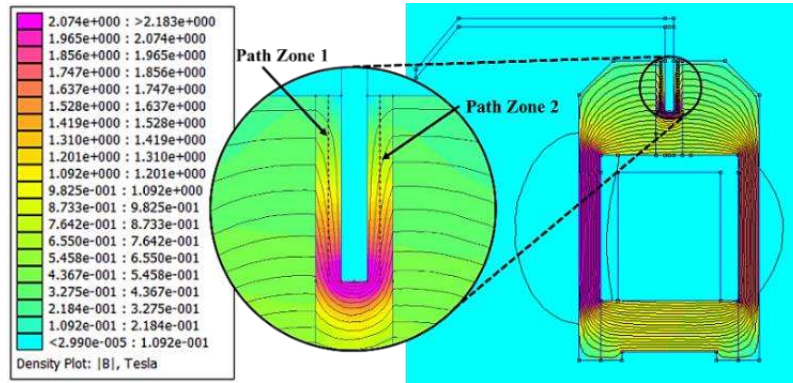 2.074e+000 : >2.183e+000
1.965e+000 : 2.074e+000
1.856e+000 : 1.965e+000
1.747e+000 : 1.856e+000
1.637e+000 : 1.747e+000
1.528e+000 : 1.637e+000
1.419e+000 : 1.528e+000
1.310e+000 : 1.419e+000
1.201e+000 : 1.310e+000
1.092e+000 : 1.201e+000
9.825e-001 : 1.092e+000
8.733e-001 : 9.825e-001
7.642e-001 : 8.733e-001
6.550e-001 : 7.642e-001
5.458e-001 : 6.550e-001
4.367e-001 : 5.458e-001
3.275e-001 : 4.367e-001
2.184e-001 : 3.275e-001
1.092e-001 : 2.184e-001
<2.990e-005 : 1.092e-001
Density Plot: |B|, Tesla
Path Zone 1
Path Zone 2